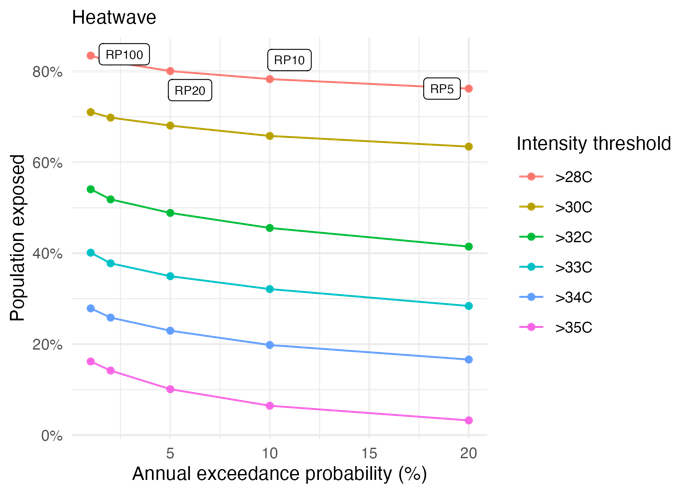 Heatwave
Population exposed
80%
60%
40%
20%
0%
RP100
RP20
RP10
RP5
5
10
15
20
Annual exceedance probability (%)
Intensity threshold
>28C
>30C
>32C
>33C
>34C
>35C